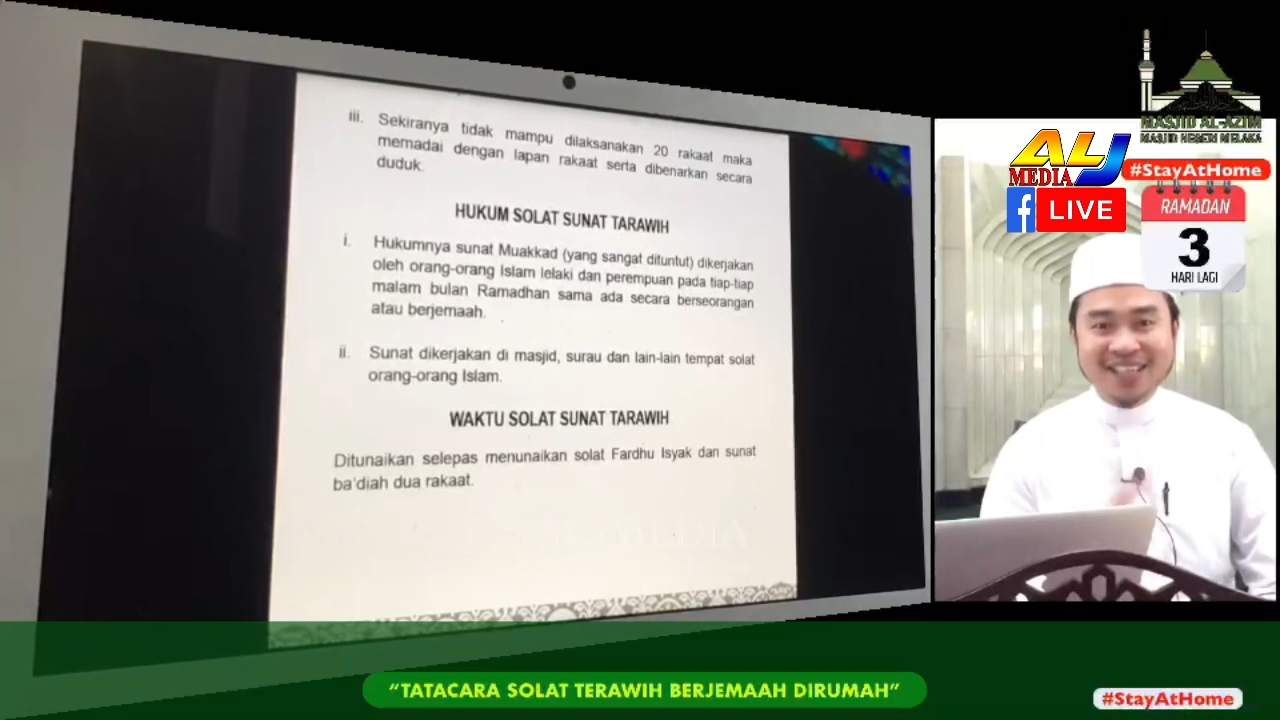 iii. Sekiranya tidak mampu dilaksanakan 20 rakaat maka
memadai dengan lapan rakaat serta dibenarkan secara
duduk.
HUKUM SOLAT SUNAT TARAWIH
i. Hukumnya sunat Muakkad (yang sangat dituntut) dikerjakan
oleh orang-orang Islam lelaki dan perempuan pada tiap-tiap
malam bulan Ramadhan sama ada secara berseorangan
atau berjemaah.
ii. Sunat dikerjakan di masjid, surau dan lain-lain tempat solat
orang-orang Islam.
WAKTU SOLAT SUNAT TARAWIH
Ditunaikan selepas menunaikan solat Fardhu Isyak dan sunat
ba'diah dua rakaat.
MASJID AL-AZIM
MASJID NEGERI MELAKA
ALJ
MEDIA
#StayAtHome
f LIVE
RAMADAN
3
HARI LAGI
“TATACARA SOLAT TERAWIH BERJEMAAH DIRUMAH”
#StayAtHome